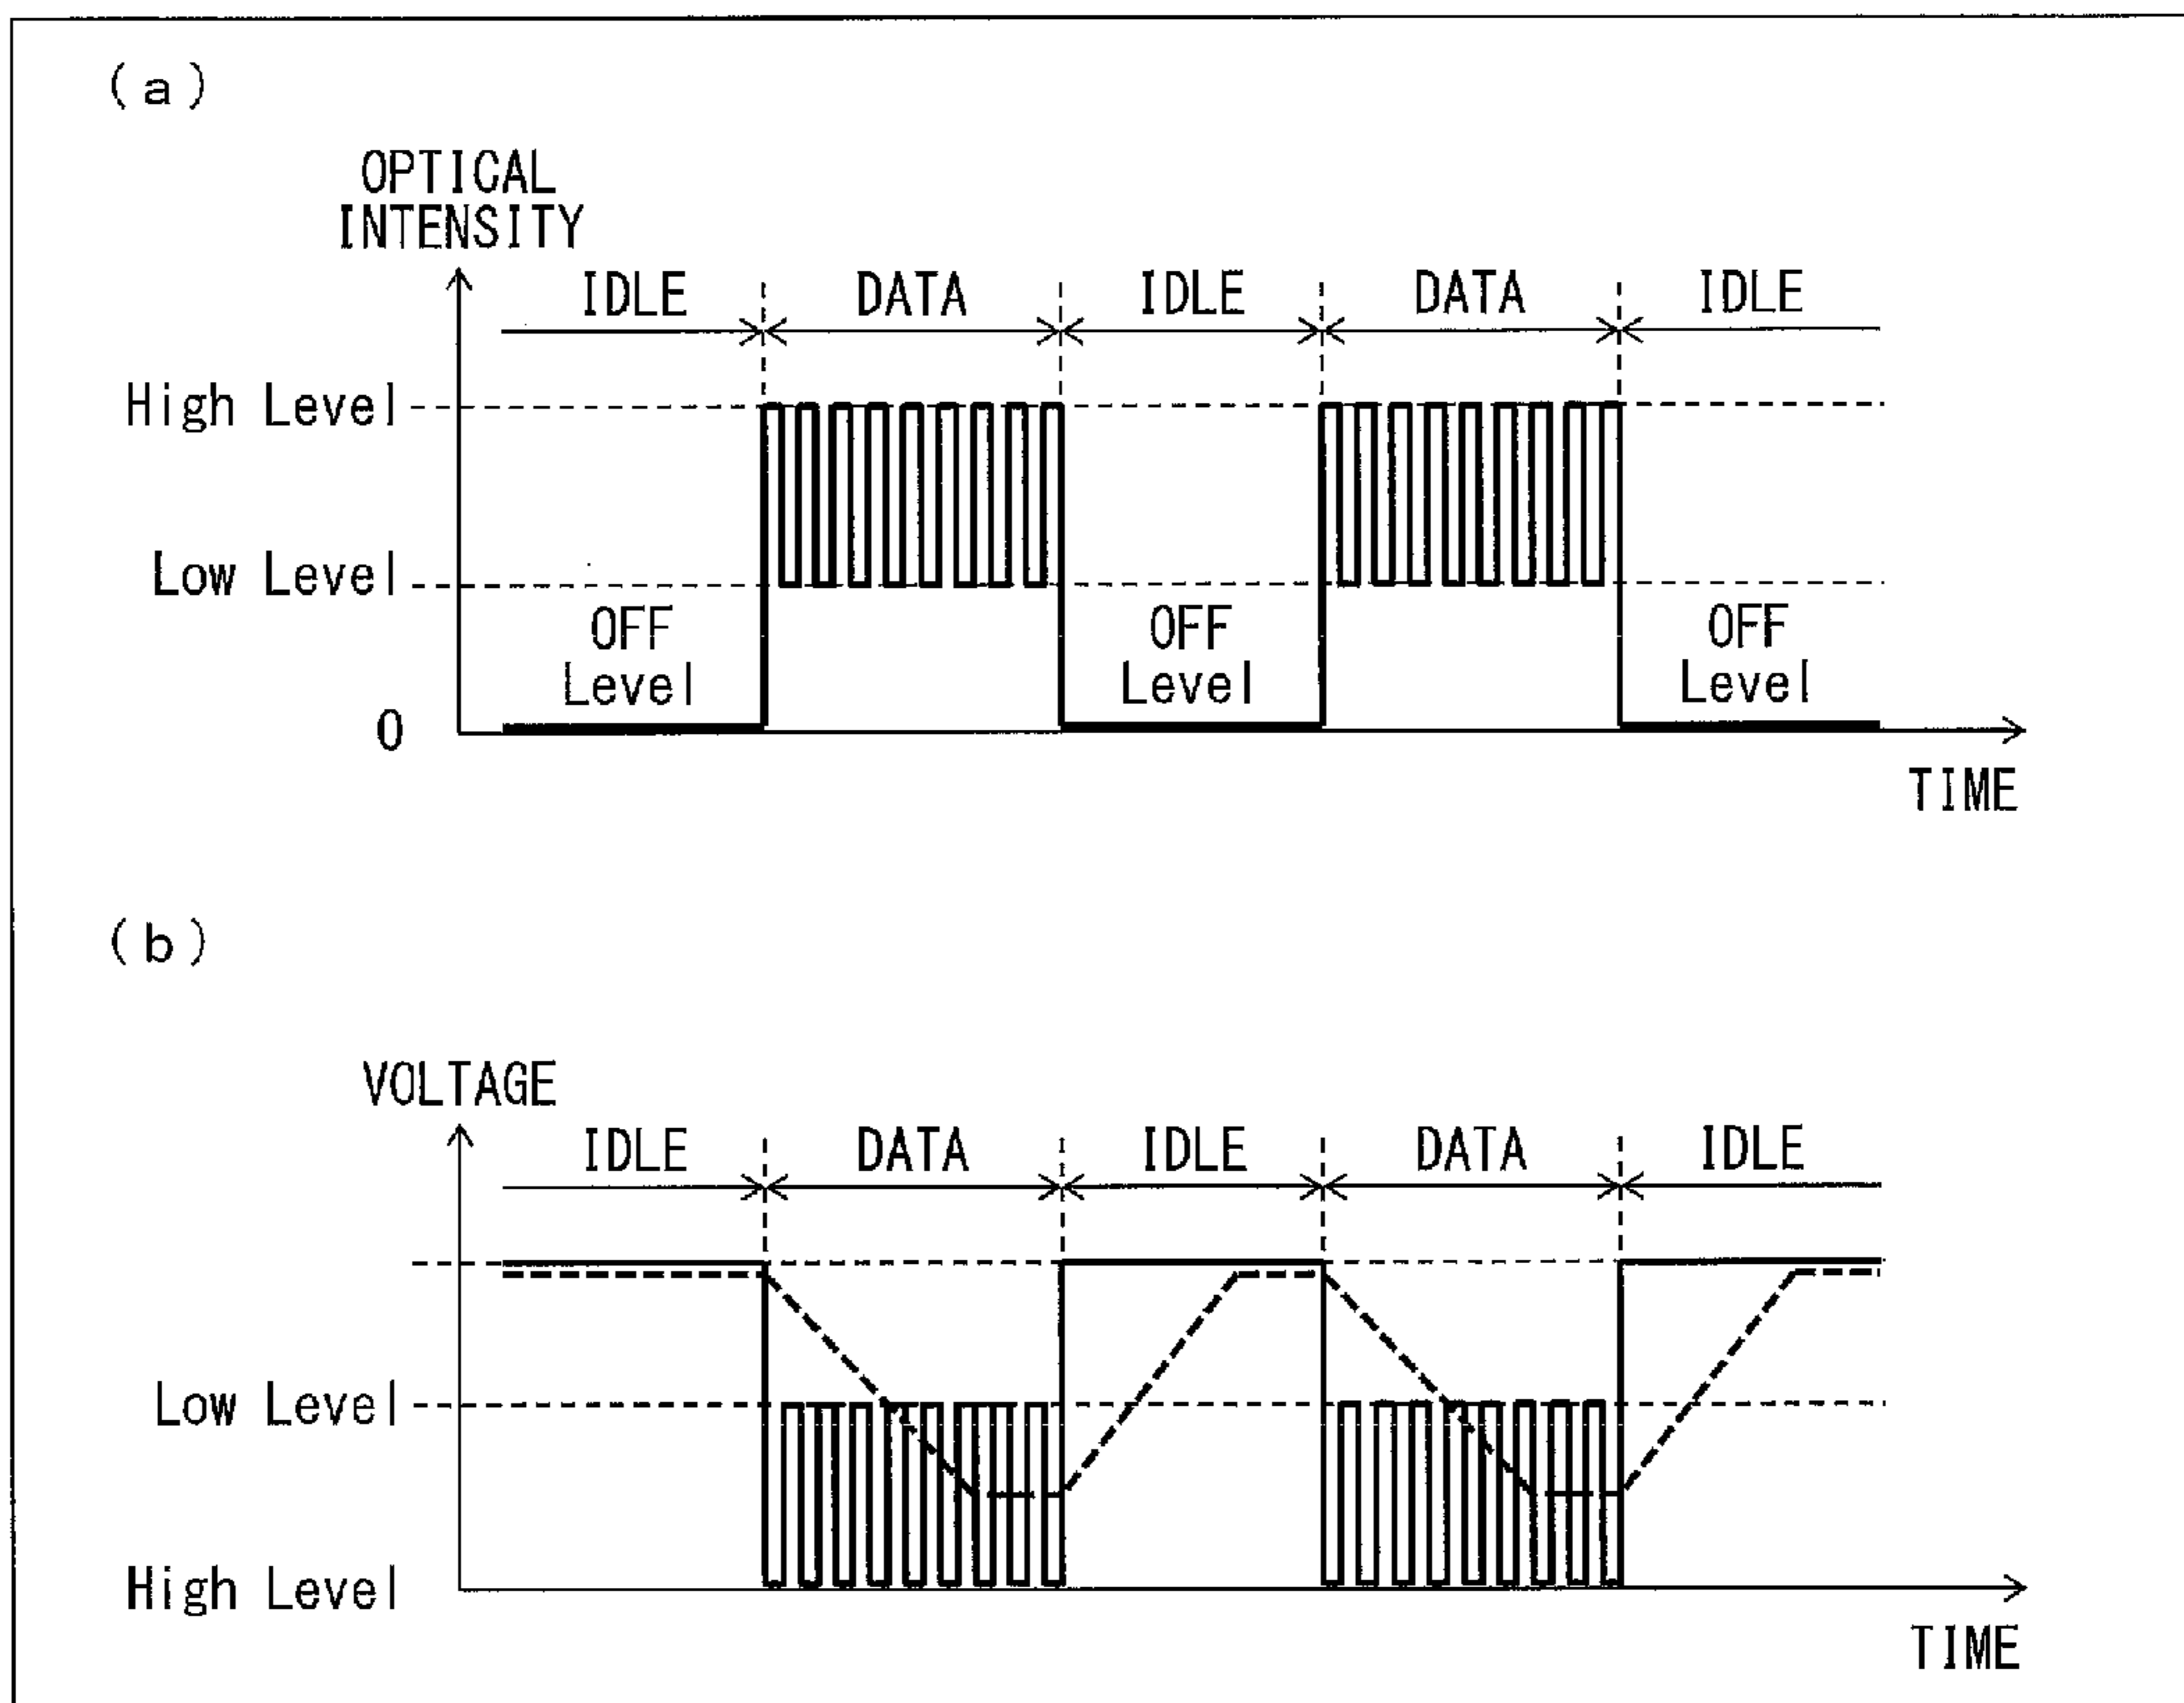 (a)
OPTICAL
INTENSITY
IDLE DATA IDLE DATA IDLE
High Level
Low Level
OFF OFF OFF
Level Level Level
0
TIME
(b)
VOLTAGE
IDLE DATA IDLE DATA IDLE
Low Level
High Level
TIME